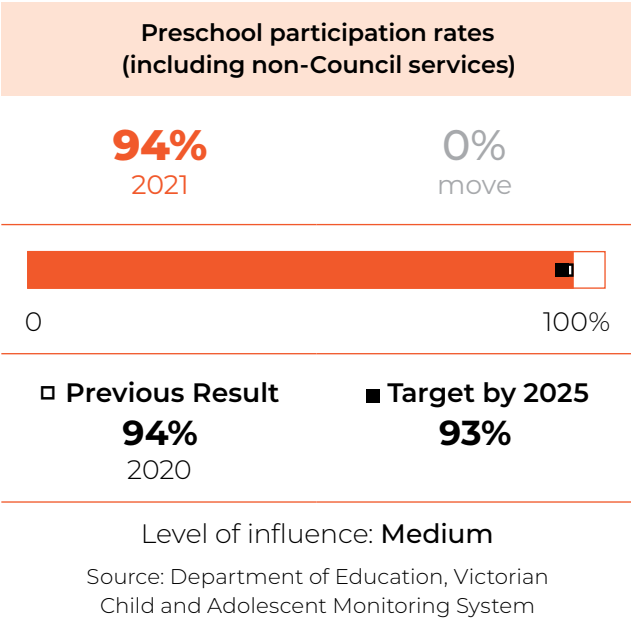 Preschool participation rates
(including non-Council services)
94%
2021
0%
move
0
100%
Previous Result
94%
2020
Target by 2025
93%
Level of influence: Medium
Source: Department of Education, Victorian
Child and Adolescent Monitoring System